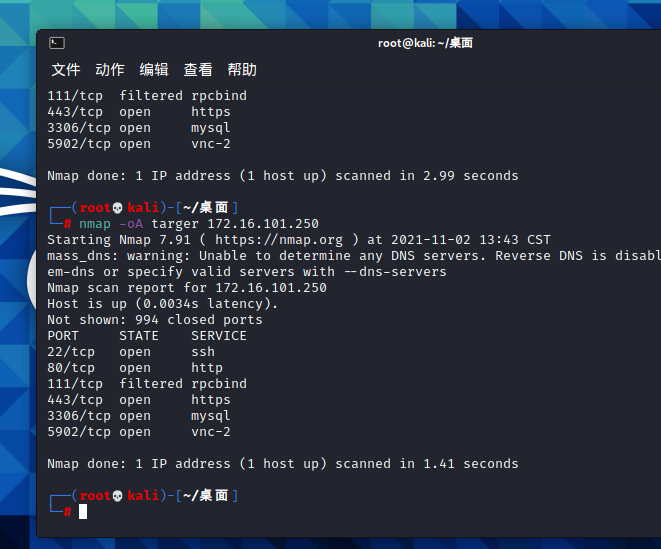 root@kali: ~/桌面
文件 动作 编辑 查看 帮助
111/tcp  filtered rpcbind
443/tcp  open     https
3306/tcp open     mysql
5902/tcp open     vnc-2
Nmap done: 1 IP address (1 host up) scanned in 2.99 seconds
┌──(root💀kali)-[~/桌面]
└─# nmap -oA targer 172.16.101.250
Starting Nmap 7.91 ( https://nmap.org ) at 2021-11-02 13:43 CST
mass_dns: warning: Unable to determine any DNS servers. Reverse DNS is disabl
em-dns or specify valid servers with --dns-servers
Nmap scan report for 172.16.101.250
Host is up (0.0034s latency).
Not shown: 994 closed ports
PORT     STATE    SERVICE
22/tcp   open     ssh
80/tcp   open     http
111/tcp  filtered rpcbind
443/tcp  open     https
3306/tcp open     mysql
5902/tcp open     vnc-2
Nmap done: 1 IP address (1 host up) scanned in 1.41 seconds
┌──(root💀kali)-[~/桌面]
└─#